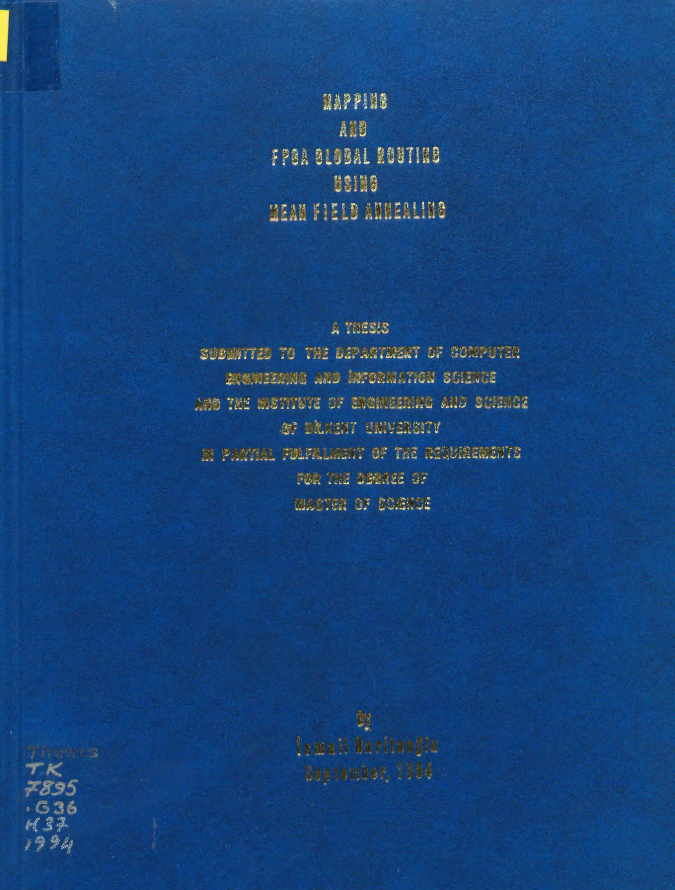 MAPPING
AND
FPGA GLOBAL ROUTING
USING
MEAN FIELD ANNEALING
A THESIS
SUBMITTED TO THE DEPARTMENT OF COMPUTER
ENGINEERING AND INFORMATION SCIENCE
AND THE INSTITUTE OF ENGINEERING AND SCIENCE
OF BİLKENT UNIVERSITY
IN PARTIAL FULFILLMENT OF THE REQUIREMENTS
FOR THE DEGREE OF
MASTER OF SCIENCE
By
İsmail Haritaoğlu
September, 1994
Thesis
TK
7895
.G36
H37
1994